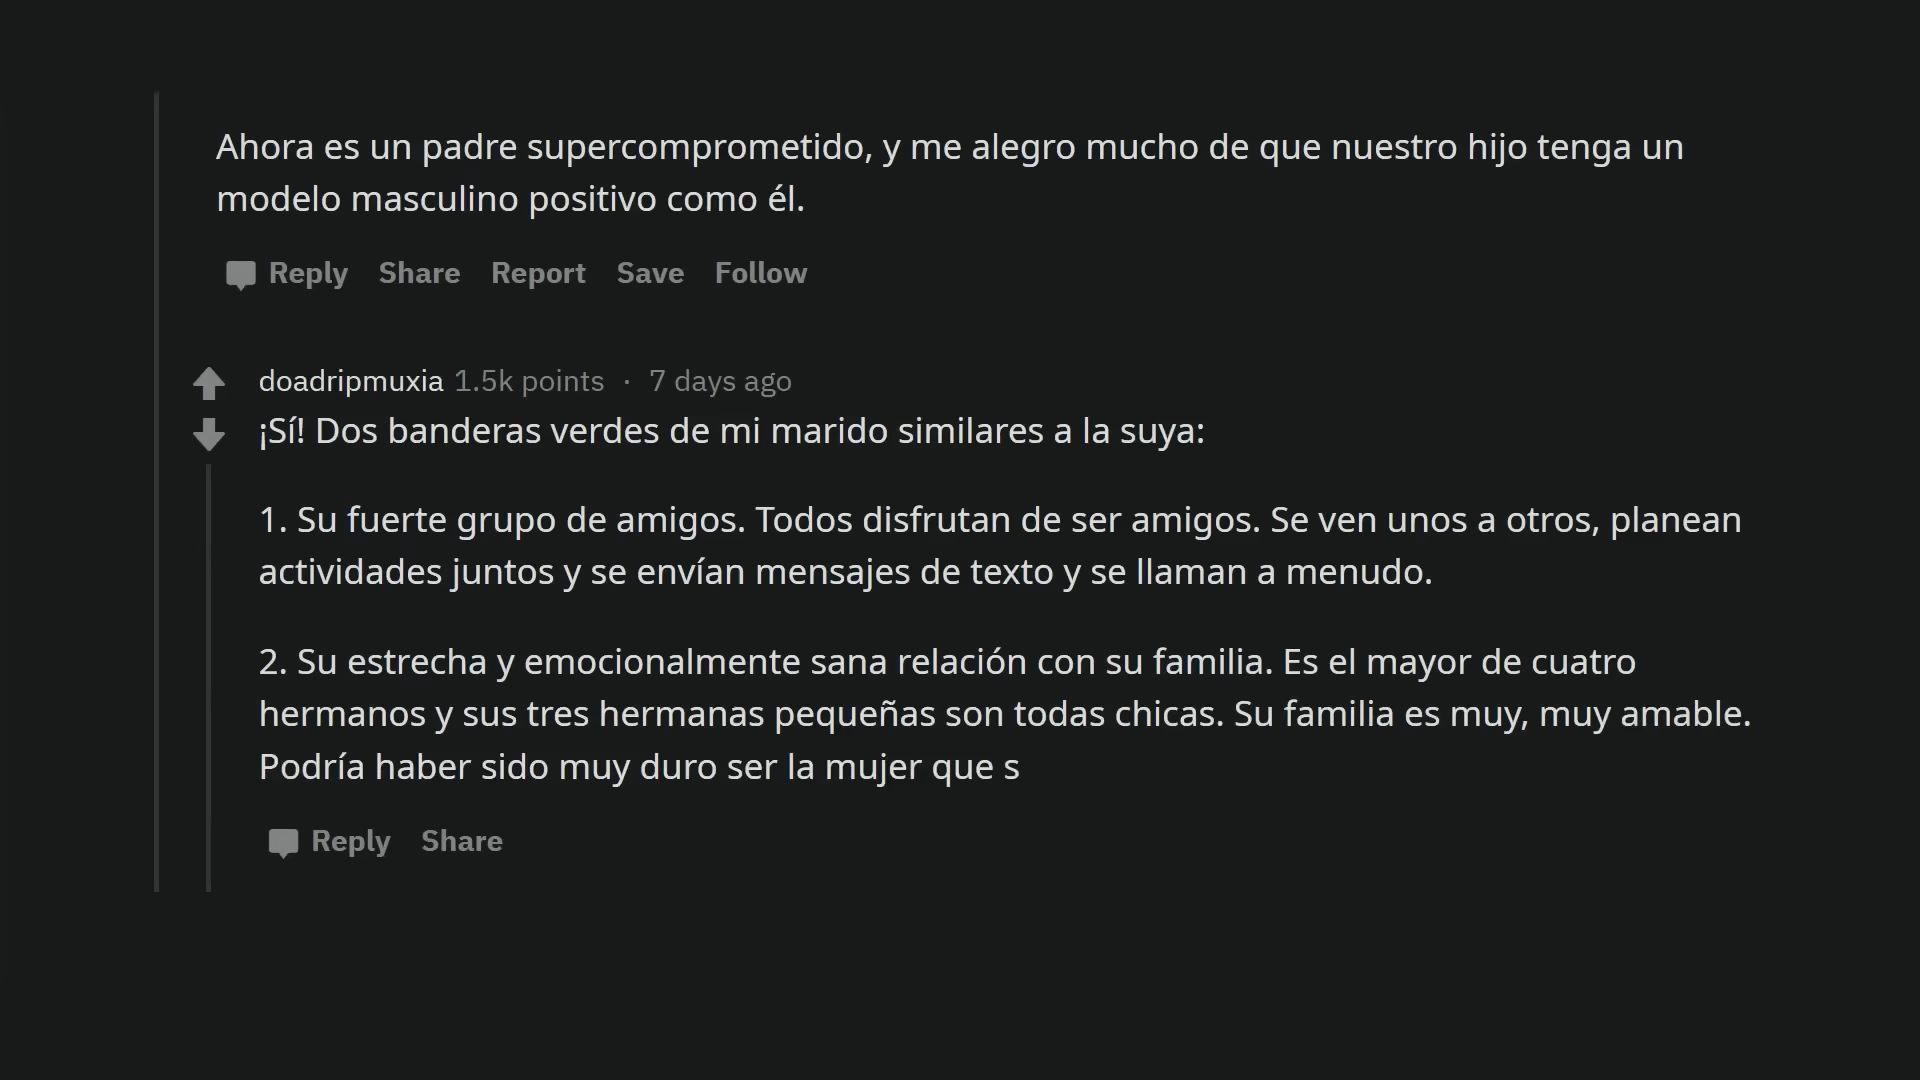 Ahora es un padre supercomprometido, y me alegro mucho de que nuestro hijo tenga un
modelo masculino positivo como él.
Reply Share Report Save Follow
doadripmuxia 1.5k points · 7 days ago
¡Sí! Dos banderas verdes de mi marido similares a la suya:
1. Su fuerte grupo de amigos. Todos disfrutan de ser amigos. Se ven unos a otros, planean
actividades juntos y se envían mensajes de texto y se llaman a menudo.
2. Su estrecha y emocionalmente sana relación con su familia. Es el mayor de cuatro
hermanos y sus tres hermanas pequeñas son todas chicas. Su familia es muy, muy amable.
Podría haber sido muy duro ser la mujer que s
Reply Share